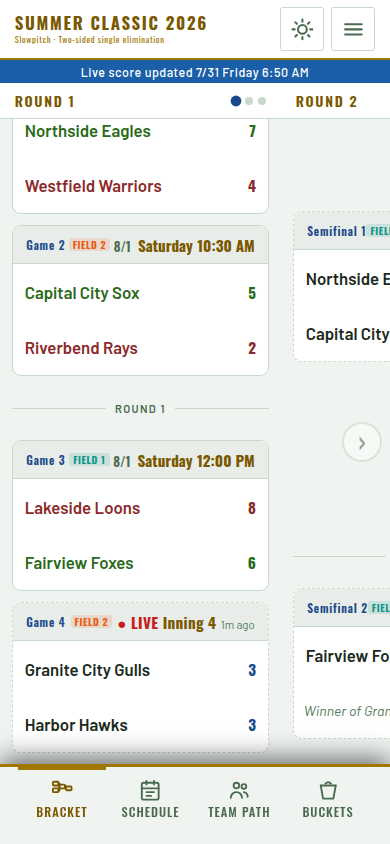 SUMMER CLASSIC 2026
Slowpitch · Two-sided single elimination
Live score updated 7/31 Friday 6:50 AM
ROUND 1
ROUND 2
Northside Eagles 7
Westfield Warriors 4
Game 2 FIELD 2 8/1 Saturday 10:30 AM
Capital City Sox 5
Riverbend Rays 2
ROUND 1
Game 3 FIELD 1 8/1 Saturday 12:00 PM
Lakeside Loons 8
Fairview Foxes 6
Game 4 FIELD 2 ● LIVE Inning 4 1m ago
Granite City Gulls 3
Harbor Hawks 3
Semifinal 1 FIEL
Northside E
Capital City
›
Semifinal 2 FIEL
Fairview Fo
Winner of Gran
BRACKET
SCHEDULE
TEAM PATH
BUCKETS